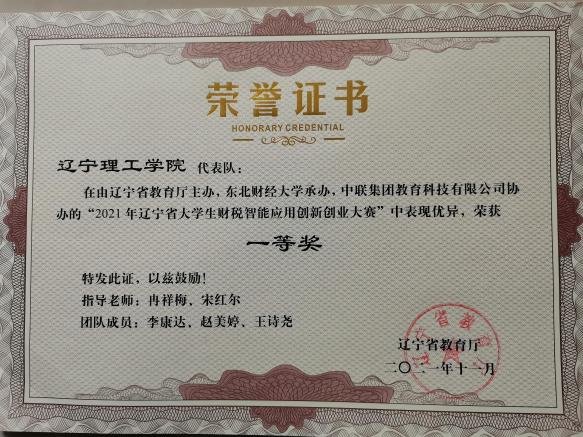 荣誉证书
HONORARY CREDENTIAL
辽宁理工学院 代表队：
在由辽宁省教育厅主办，东北财经大学承办，中联集团教育科技有限公司协
办的“2021年辽宁省大学生财税智能应用创新创业大赛”中表现优异，荣获
一等奖
特发此证，以兹鼓励！
指导老师：冉祥梅、宋红尔
团队成员：李康达、赵美婷、王诗尧
辽宁省教育厅
辽宁省教育厅
二〇二一年十一月